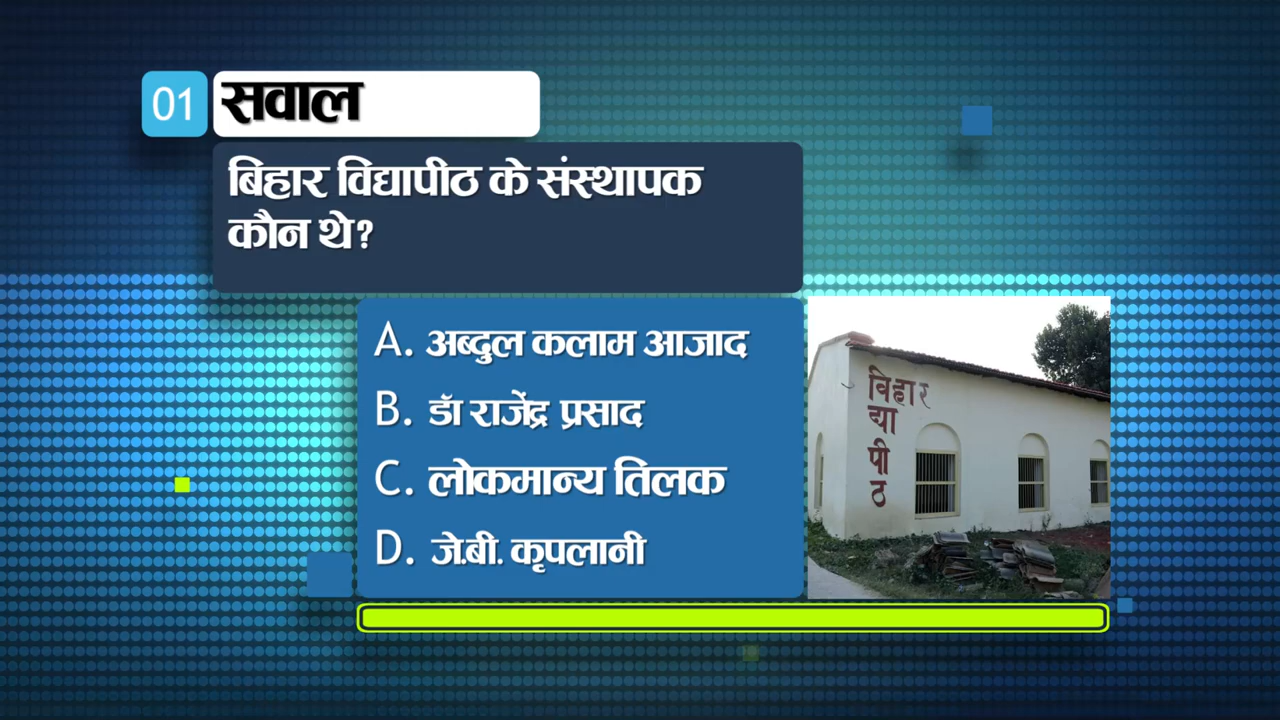 01 सवाल
बिहार विद्यापीठ के संस्थापक
कौन थे?
A. अब्दुल कलाम आजाद
B. डॉ राजेंद्र प्रसाद
C. लोकमान्य तिलक
D. जे.बी. कृपलानी
विहार
द्या
पी
ठ